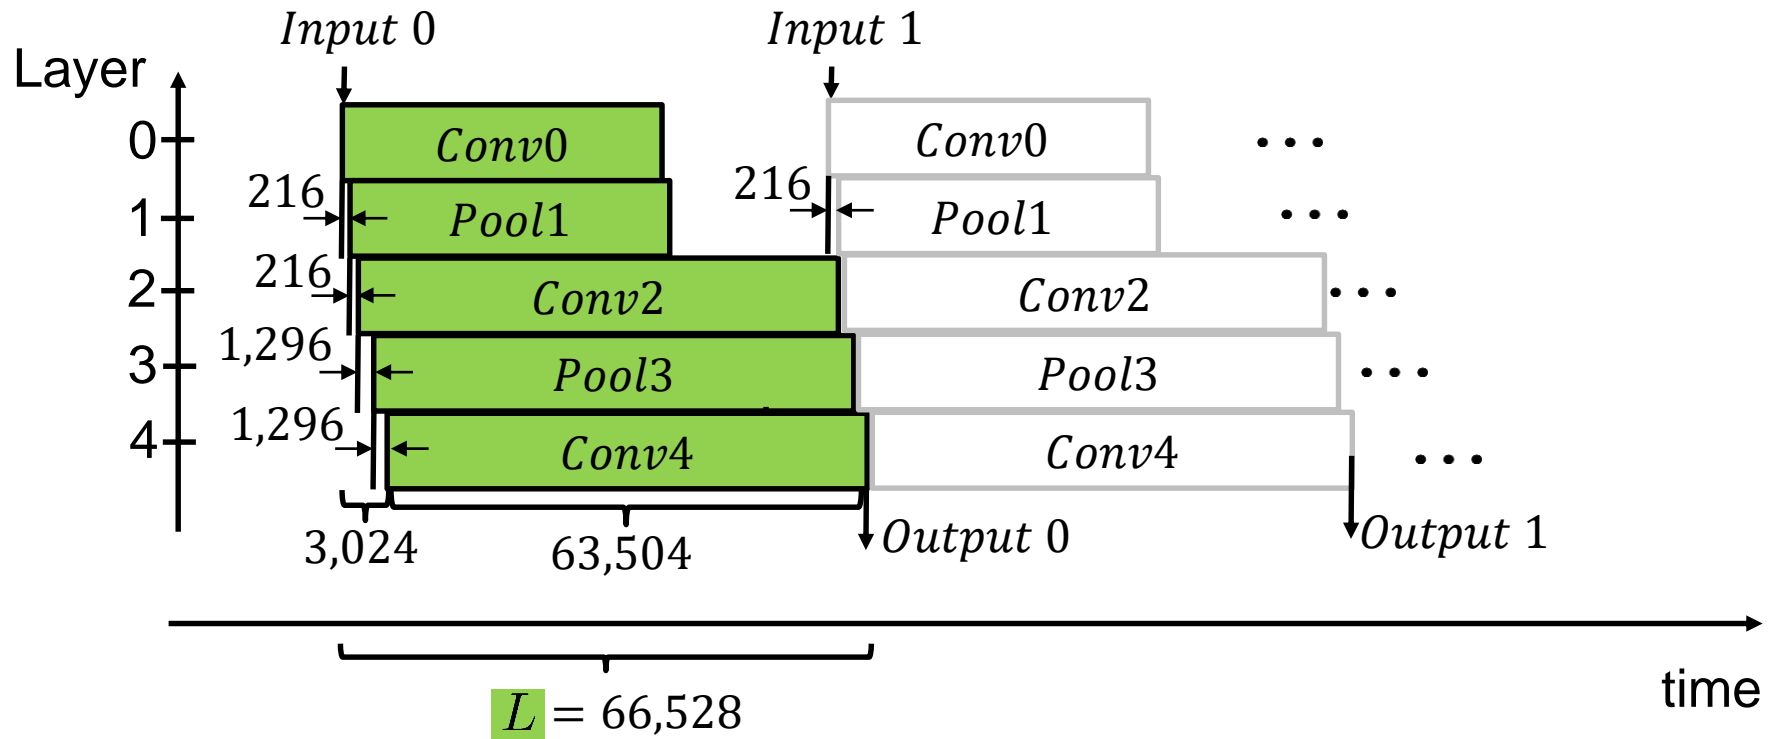 Input 0
Input 1
Layer
0
Conv0
Conv0
...
216
216
1
Pool1
Pool1
...
216
2
Conv2
Conv2
...
1,296
3
Pool3
Pool3
...
1,296
4
Conv4
Conv4
...
3,024
63,504
Output 0
Output 1
time
L = 66,528